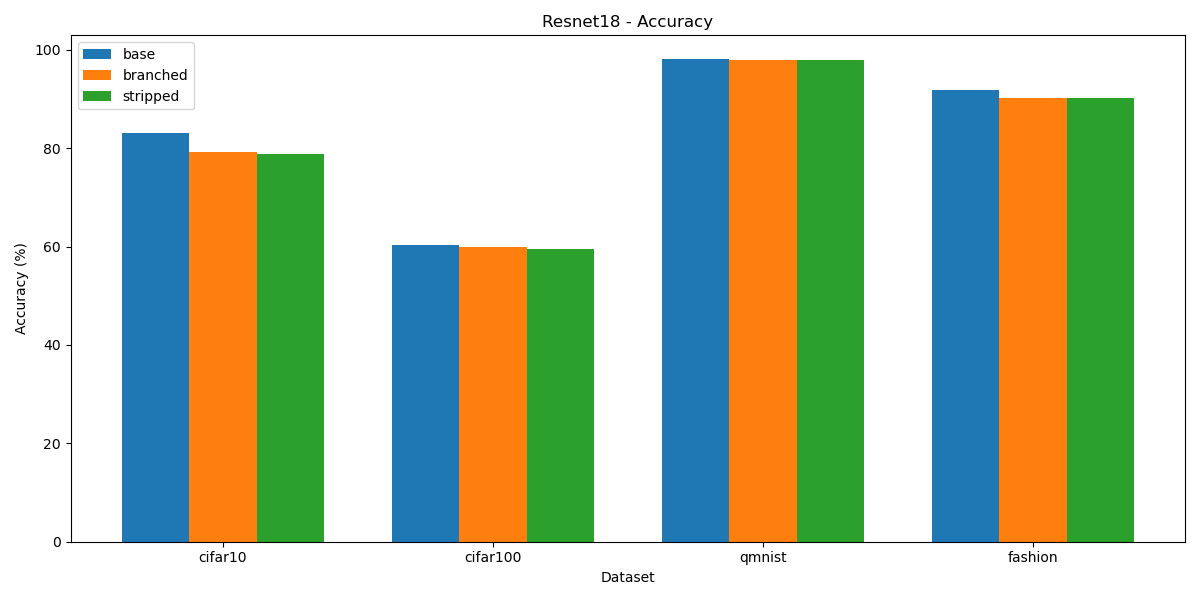 Resnet18 - Accuracy
base
branched
stripped
Accuracy (%)
100
80
60
40
20
0
cifar10
cifar100
qmnist
fashion
Dataset